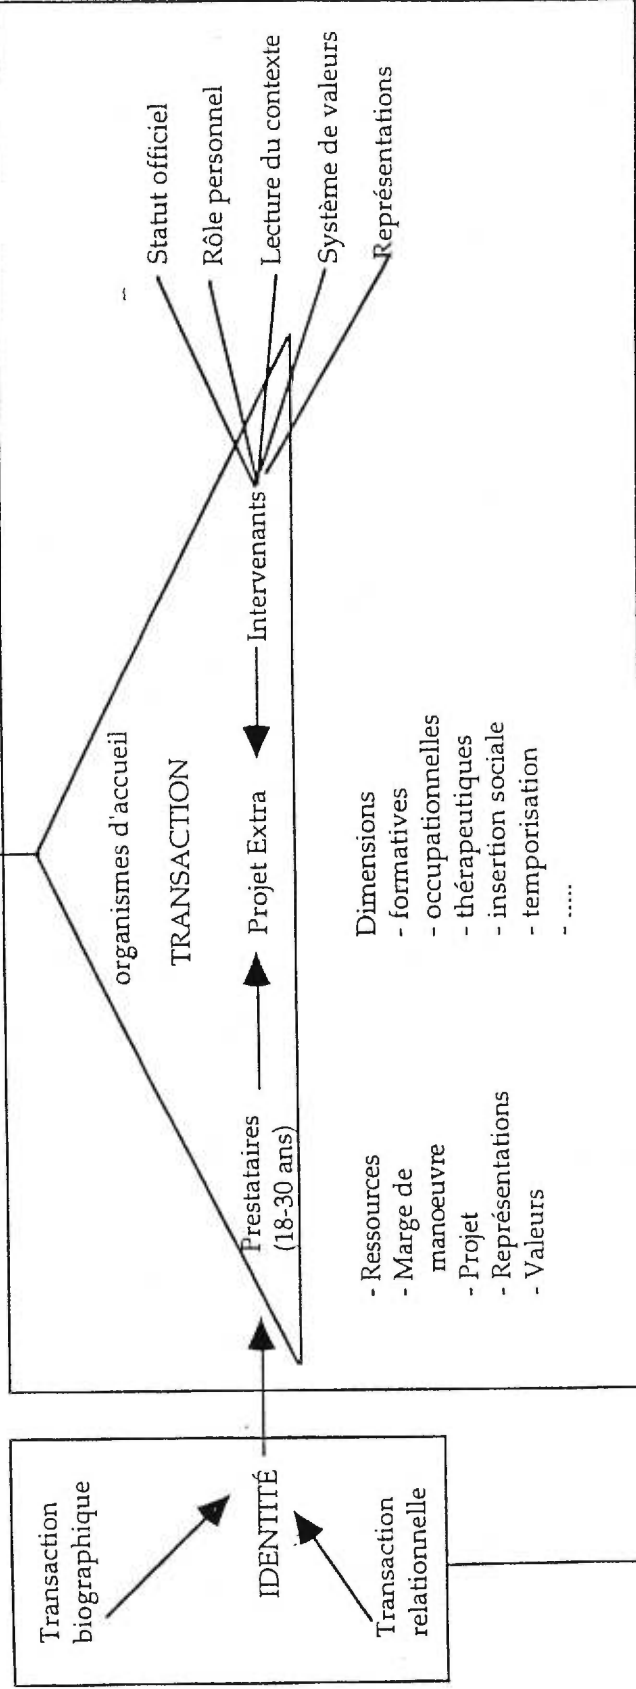 Transaction
biographique
IDENTITÉ
Transaction
relationnelle
organismes d'accueil
TRANSACTION
Prestataires
(18-30 ans)
Projet Extra
Intervenants
Statut officiel
Rôle personnel
Lecture du contexte
Système de valeurs
Représentations
- Ressources
- Marge de
manoeuvre
- Projet
- Représentations
- Valeurs
Dimensions
- formatives
- occupationnelles
- thérapeutiques
- insertion sociale
- temporisation
- .....